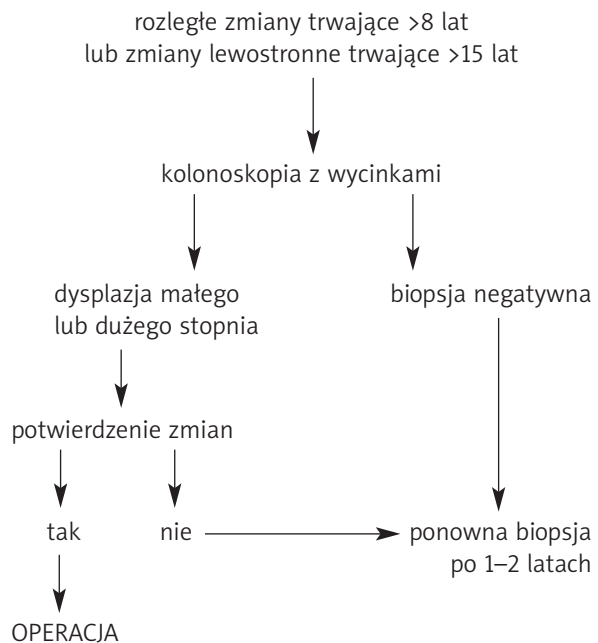 rozległe zmiany trwające >8 lat
lub zmiany lewostronne trwające >15 lat
kolonoskopia z wycinkami
dysplazja małego
lub dużego stopnia
biopsja negatywna
potwierdzenie zmian
tak
nie
ponowna biopsja
po 1–2 latach
OPERACJA